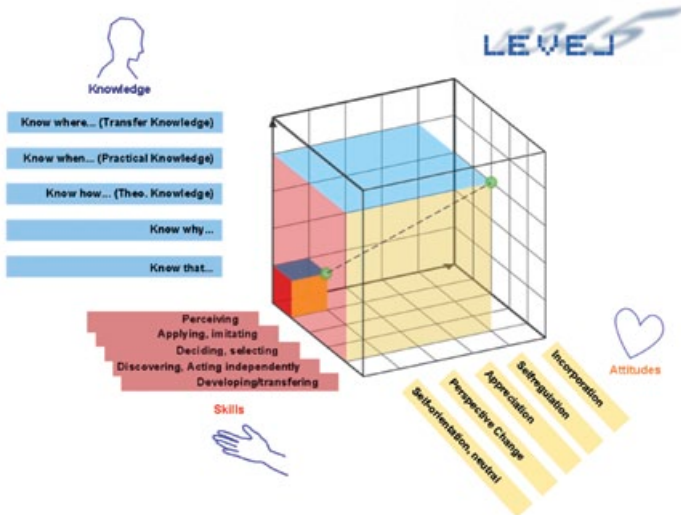 LEVEL5
Knowledge
Know where... (Transfer Knowledge)
Know when... (Practical Knowledge)
Know how... (Theo. Knowledge)
Know why...
Know that...
Perceiving
Applying, imitating
Deciding, selecting
Discovering, Acting independently
Developing/transfering
Skills
Attitudes
Incorporation
Selfregulation
Appreciation
Perspective Change
Self-orientation, neutral